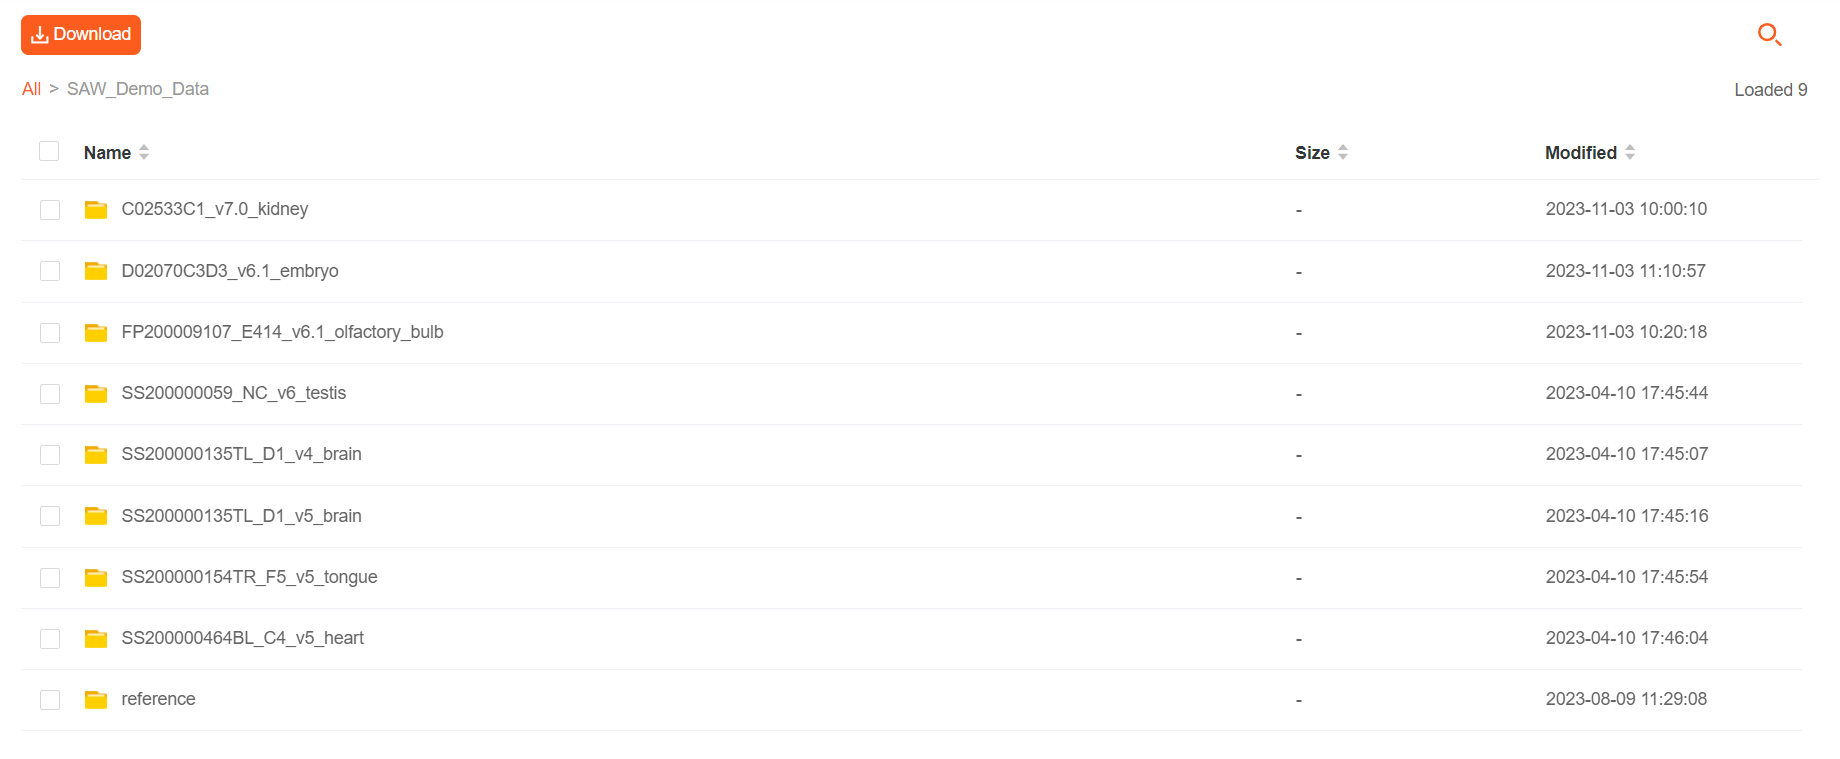 Download
All > SAW_Demo_Data
Loaded 9
Name Size Modified
C02533C1_v7.0_kidney - 2023-11-03 10:00:10
D02070C3D3_v6.1_embryo - 2023-11-03 11:10:57
FP200009107_E414_v6.1_olfactory_bulb - 2023-11-03 10:20:18
SS200000059_NC_v6_testis - 2023-04-10 17:45:44
SS200000135TL_D1_v4_brain - 2023-04-10 17:45:07
SS200000135TL_D1_v5_brain - 2023-04-10 17:45:16
SS200000154TR_F5_v5_tongue - 2023-04-10 17:45:54
SS200000464BL_C4_v5_heart - 2023-04-10 17:46:04
reference - 2023-08-09 11:29:08